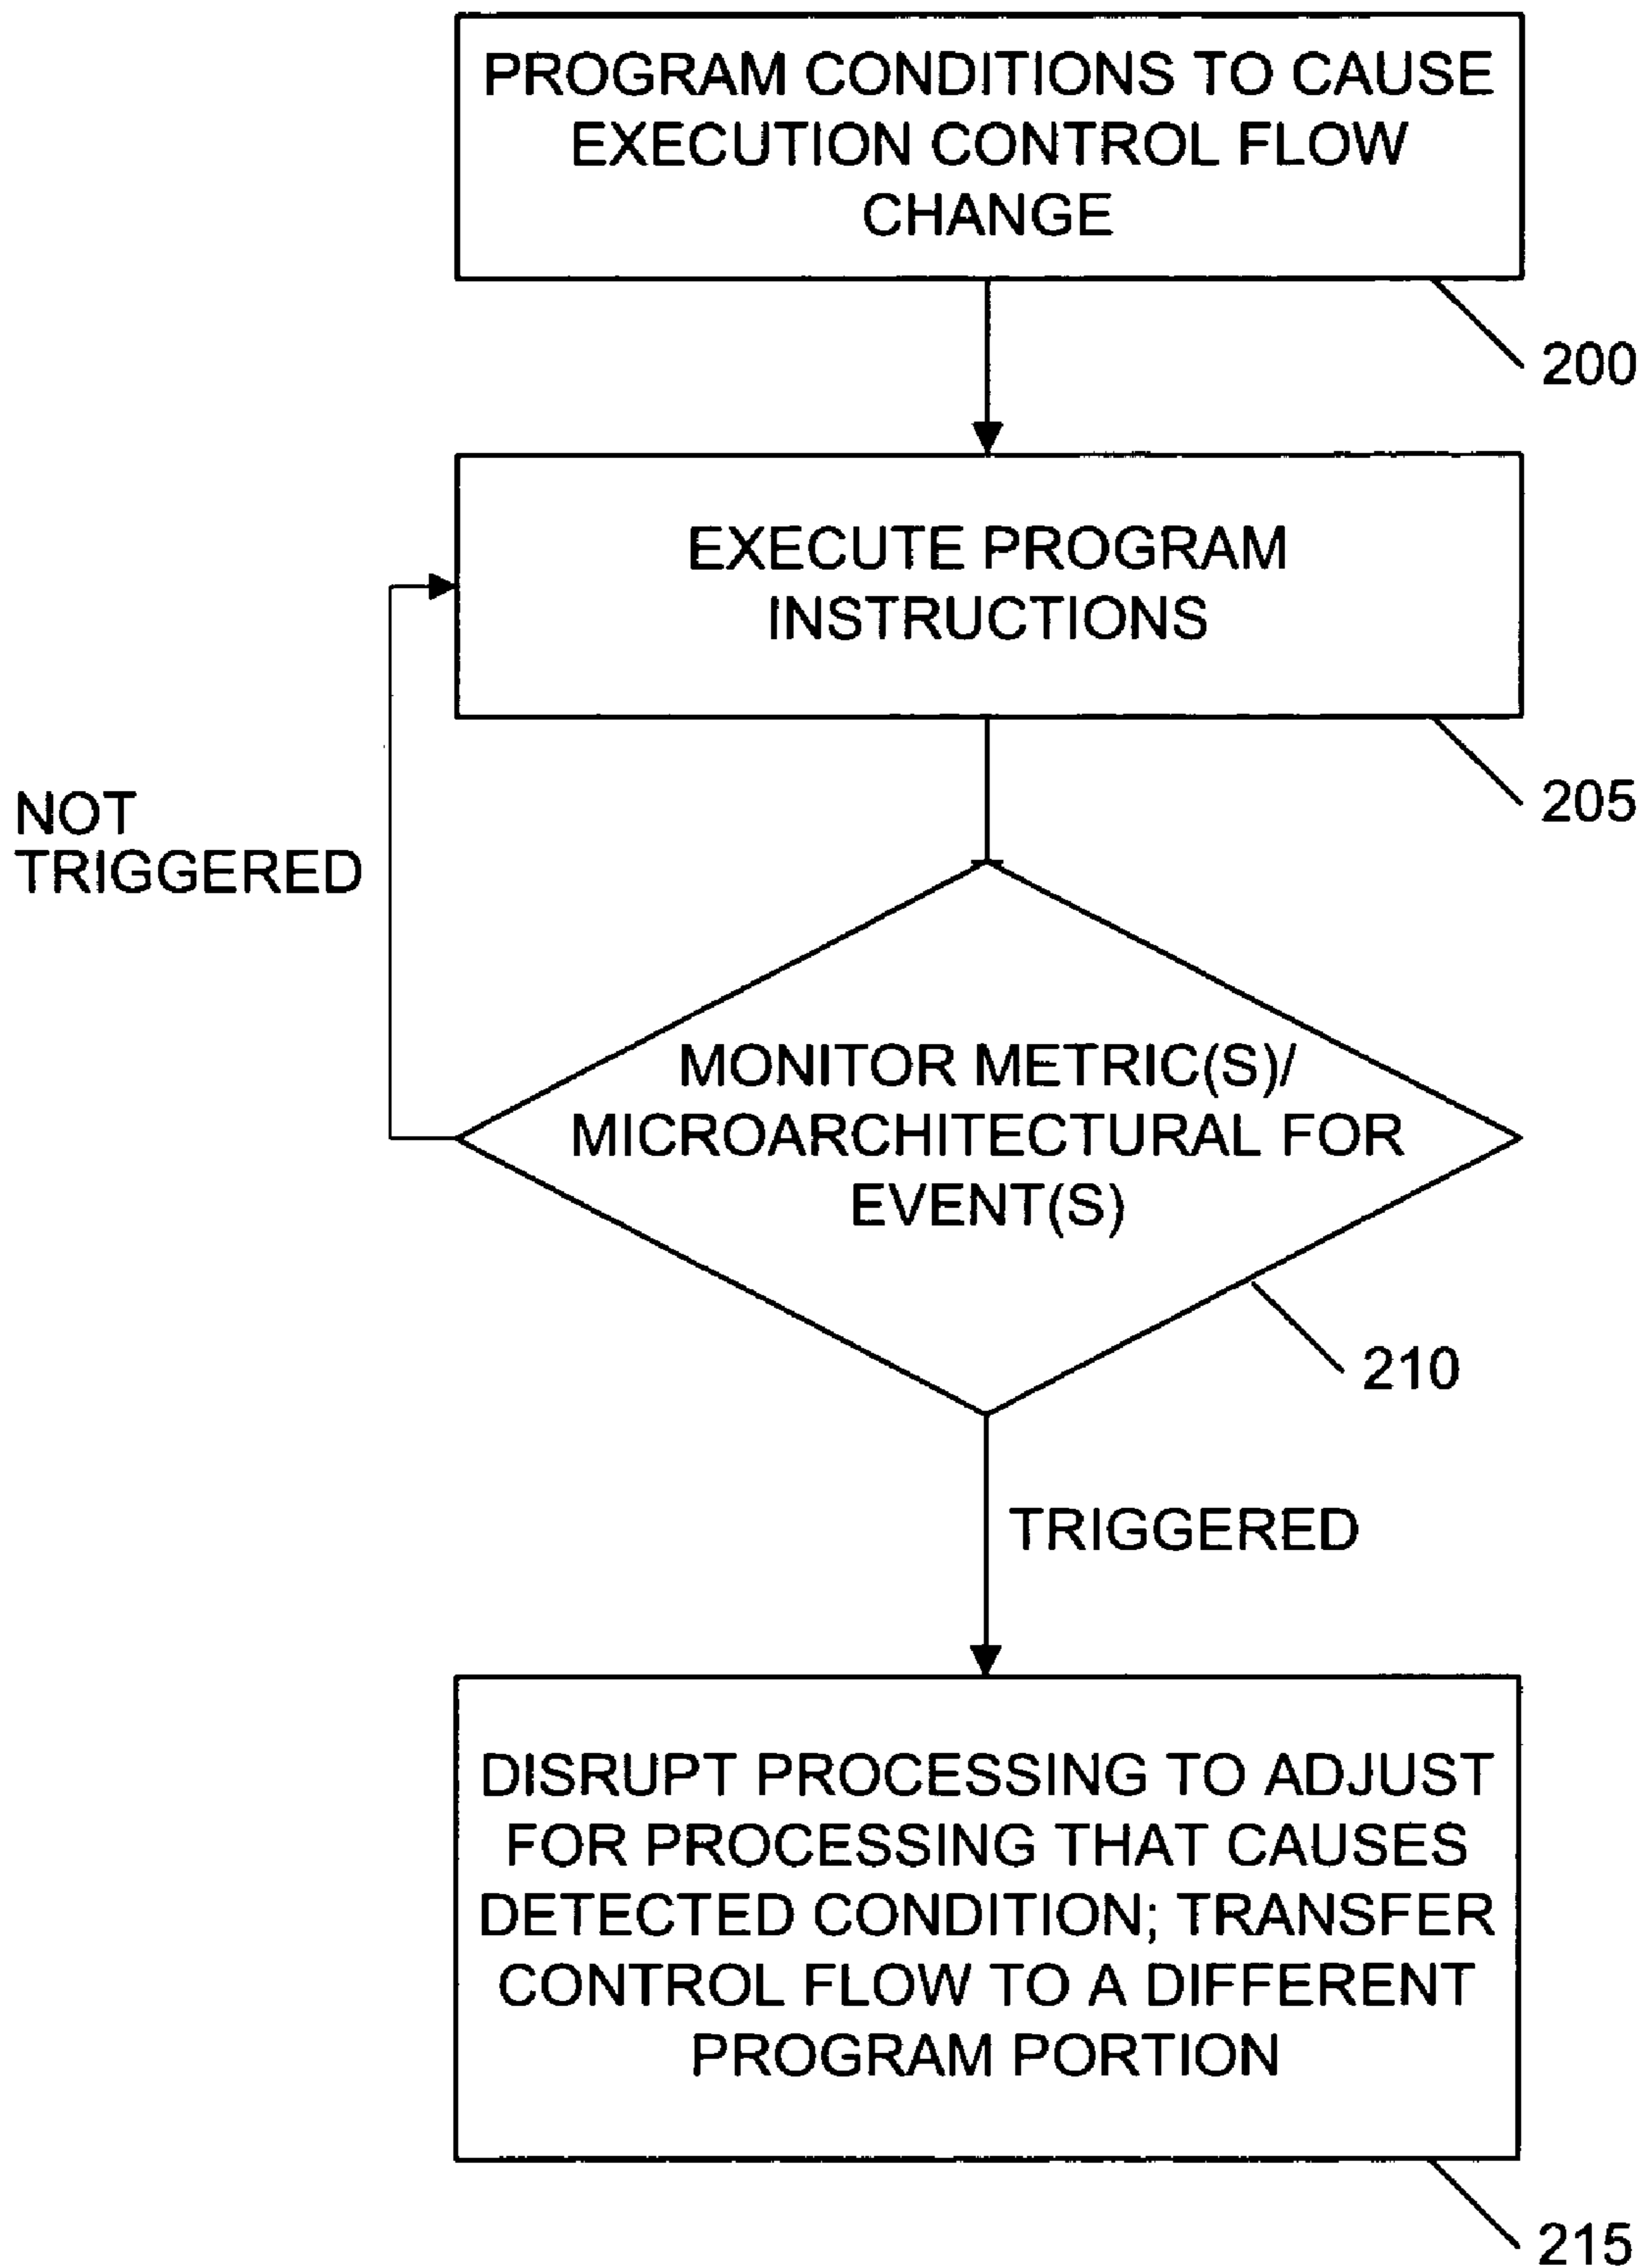 PROGRAM CONDITIONS TO CAUSE
EXECUTION CONTROL FLOW
CHANGE
200
EXECUTE PROGRAM
INSTRUCTIONS
205
NOT
TRIGGERED
MONITOR METRIC(S)/
MICROARCHITECTURAL FOR
EVENT(S)
210
TRIGGERED
DISRUPT PROCESSING TO ADJUST
FOR PROCESSING THAT CAUSES
DETECTED CONDITION; TRANSFER
CONTROL FLOW TO A DIFFERENT
PROGRAM PORTION
215